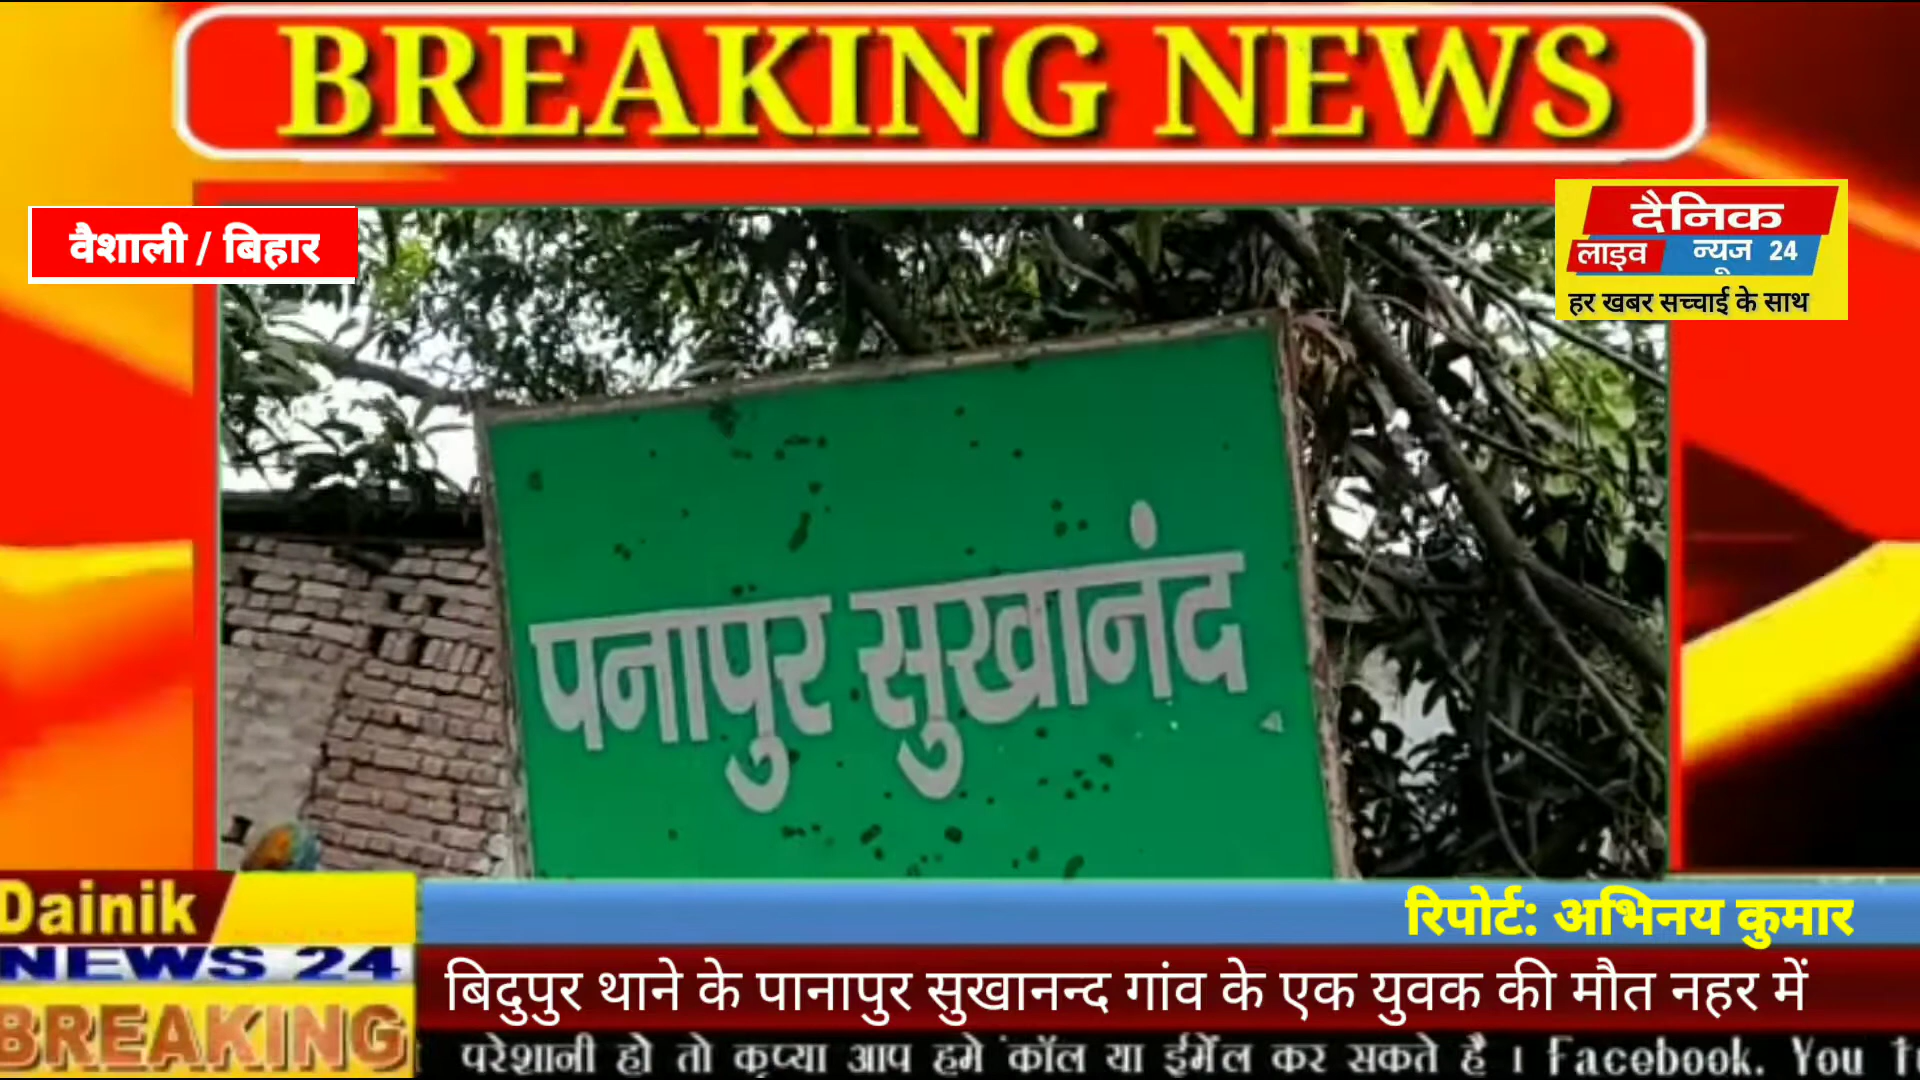 BREAKING NEWS
वैशाली / बिहार
दैनिक
लाइव न्यूज 24
हर खबर सच्चाई के साथ
पनापुर सुखानंद
Dainik
NEWS 24
BREAKING
रिपोर्ट: अभिनय कुमार
बिदुपुर थाने के पानापुर सुखानन्द गांव के एक युवक की मौत नहर में
परेशानी हो तो कृप्या आप हमे कॉल या ईमेंल कर सकते है । Facebook. You